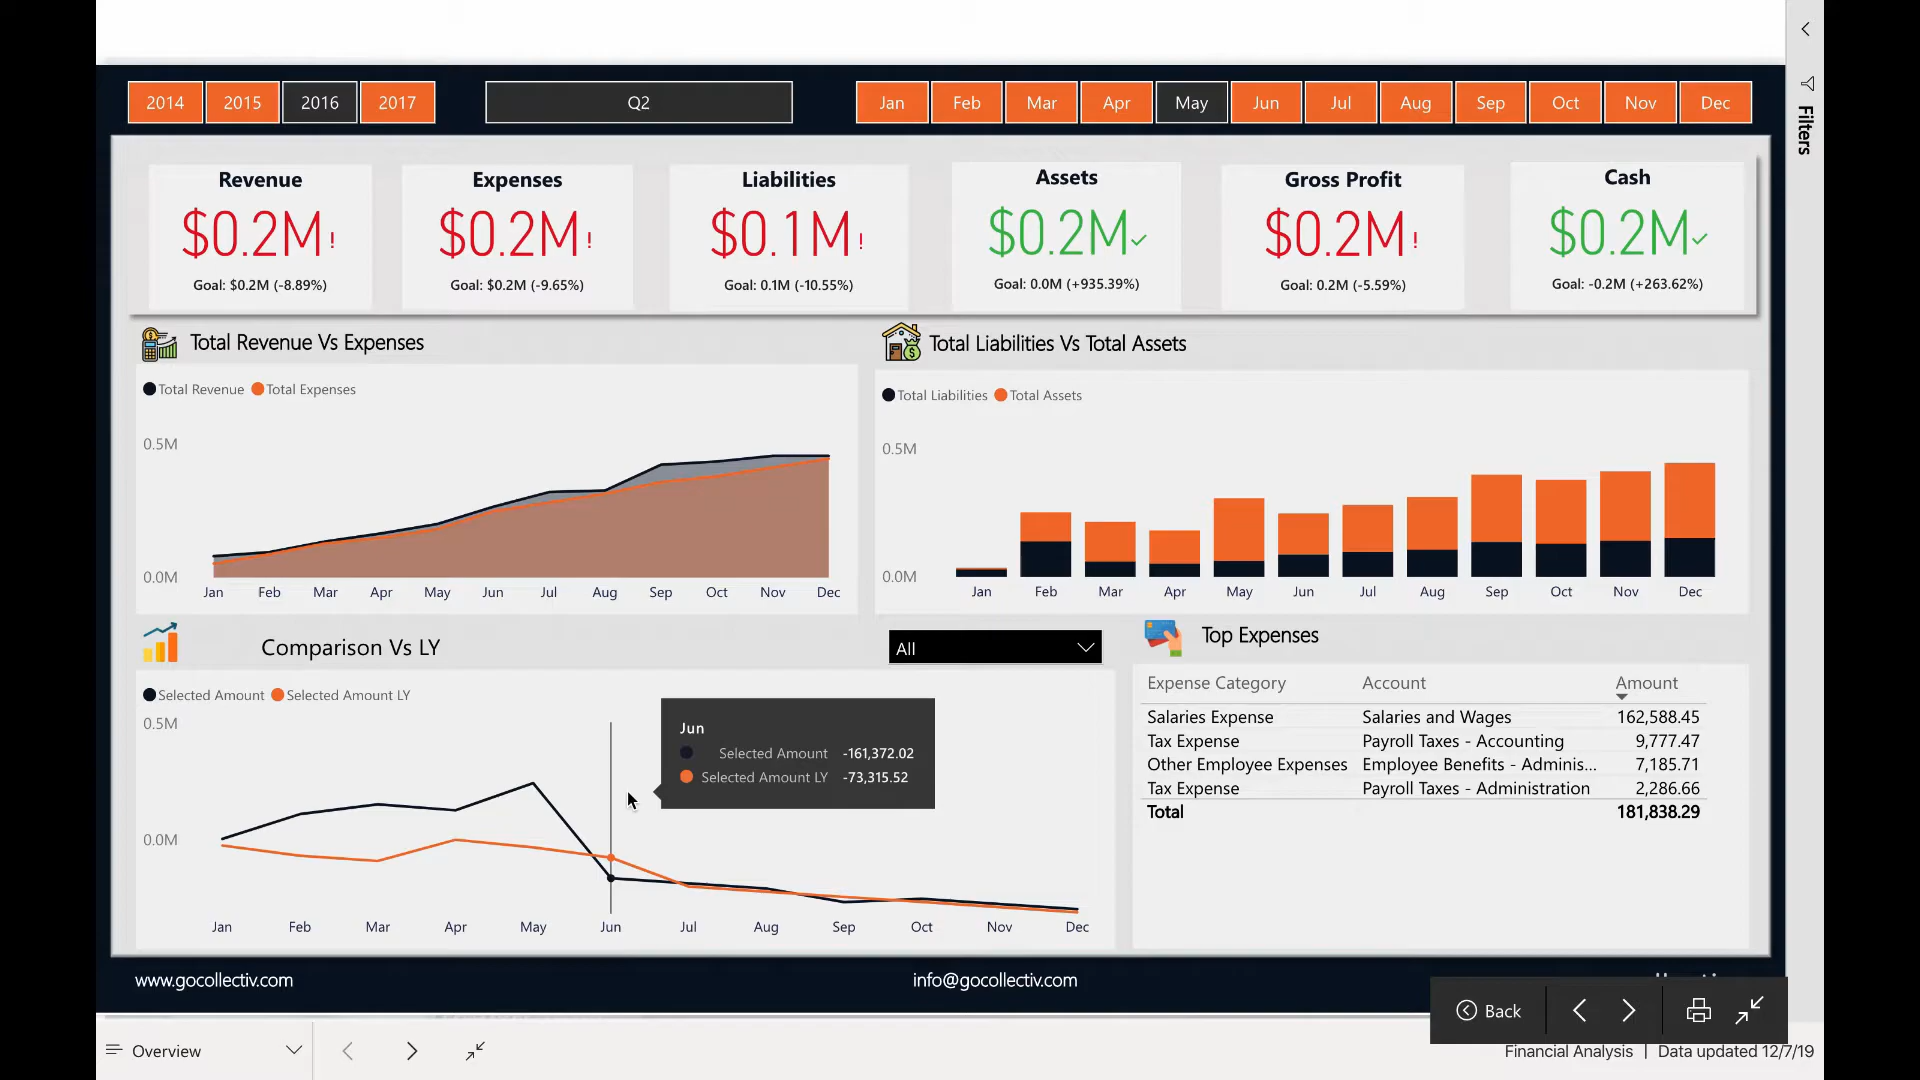 2014 2015 2016 2017 Q2 Jan Feb Mar Apr May Jun Jul Aug Sep Oct Nov Dec
Filters
Revenue Expenses Liabilities Assets Gross Profit Cash
$0.2M! $0.2M! $0.1M! $0.2M✓ $0.2M! $0.2M✓
Goal: $0.2M (-8.89%) Goal: $0.2M (-9.65%) Goal: 0.1M (-10.55%) Goal: 0.0M (+935.39%) Goal: 0.2M (-5.59%) Goal: -0.2M (+263.62%)
Total Revenue Vs Expenses
Total Revenue Total Expenses
0.5M
0.0M
Jan Feb Mar Apr May Jun Jul Aug Sep Oct Nov Dec
Total Liabilities Vs Total Assets
Total Liabilities Total Assets
0.5M
0.0M
Jan Feb Mar Apr May Jun Jul Aug Sep Oct Nov Dec
Comparison Vs LY
All
Selected Amount Selected Amount LY
0.5M
0.0M
Jun
Selected Amount -161,372.02
Selected Amount LY -73,315.52
Jan Feb Mar Apr May Jun Jul Aug Sep Oct Nov Dec
Top Expenses
Expense Category Account Amount
Salaries Expense Salaries and Wages 162,588.45
Tax Expense Payroll Taxes - Accounting 9,777.47
Other Employee Expenses Employee Benefits - Adminis... 7,185.71
Tax Expense Payroll Taxes - Administration 2,286.66
Total 181,838.29
www.gocollectiv.com info@gocollectiv.com
Back
Overview
Financial Analysis | Data updated 12/7/19